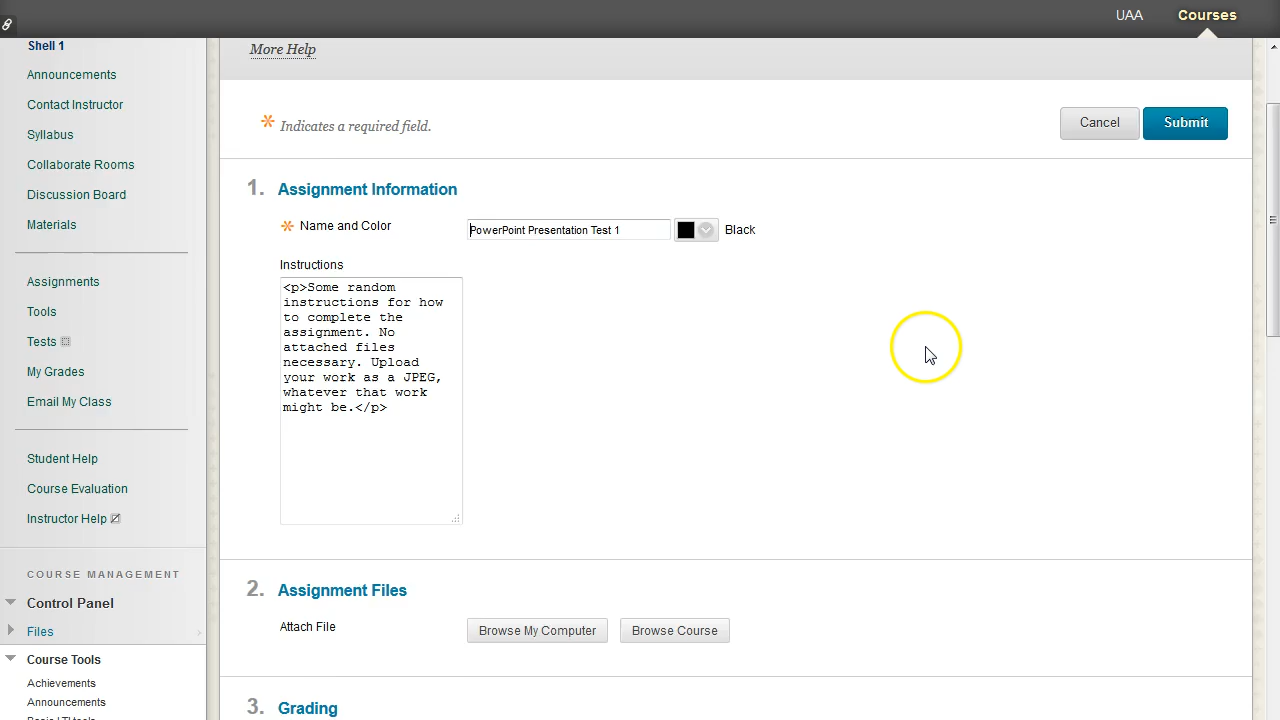 UAA
Courses
Shell 1
Announcements
Contact Instructor
Syllabus
Collaborate Rooms
Discussion Board
Materials
Assignments
Tools
Tests
My Grades
Email My Class
Student Help
Course Evaluation
Instructor Help
COURSE MANAGEMENT
Control Panel
Files
Course Tools
Achievements
Announcements
Basic LTI tools
More Help
Indicates a required field.
Cancel
Submit
1. Assignment Information
Name and Color
PowerPoint Presentation Test 1
Black
Instructions
<p>Some random
instructions for how
to complete the
assignment. No
attached files
necessary. Upload
your work as a JPEG,
whatever that work
might be.</p>
2. Assignment Files
Attach File
Browse My Computer
Browse Course
3. Grading